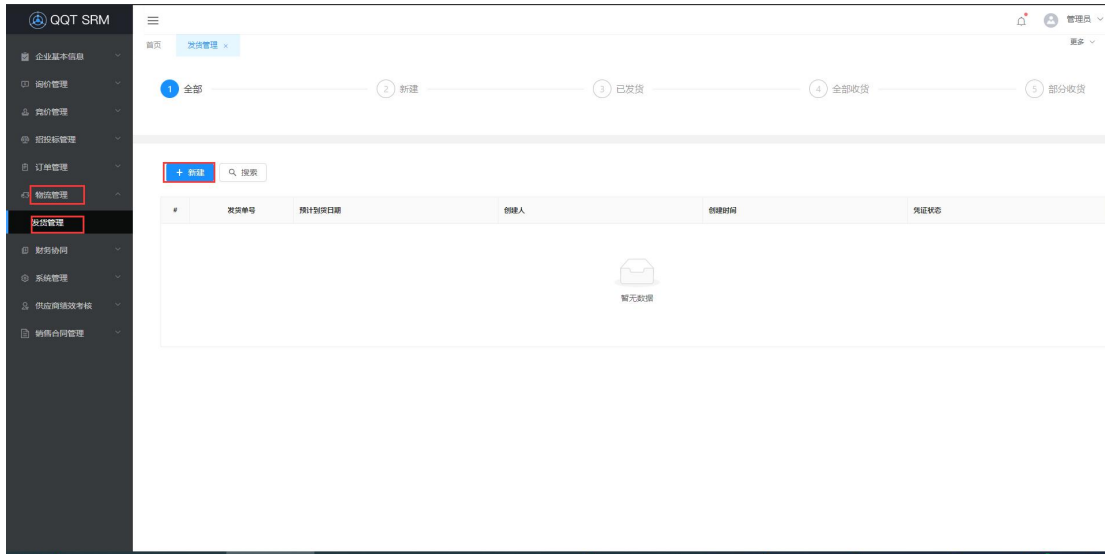 QQT SRM
管理员
首页
发货管理 ×
更多
企业基本信息
询价管理
竞价管理
招投标管理
订单管理
物流管理
发货管理
财务协同
系统管理
供应商绩效考核
销售合同管理
1 全部
2 新建
3 已发货
4 全部收货
5 部分收货
+ 新建
搜索
# 发货单号 预计到货日期 创建人 创建时间 凭证状态
暂无数据